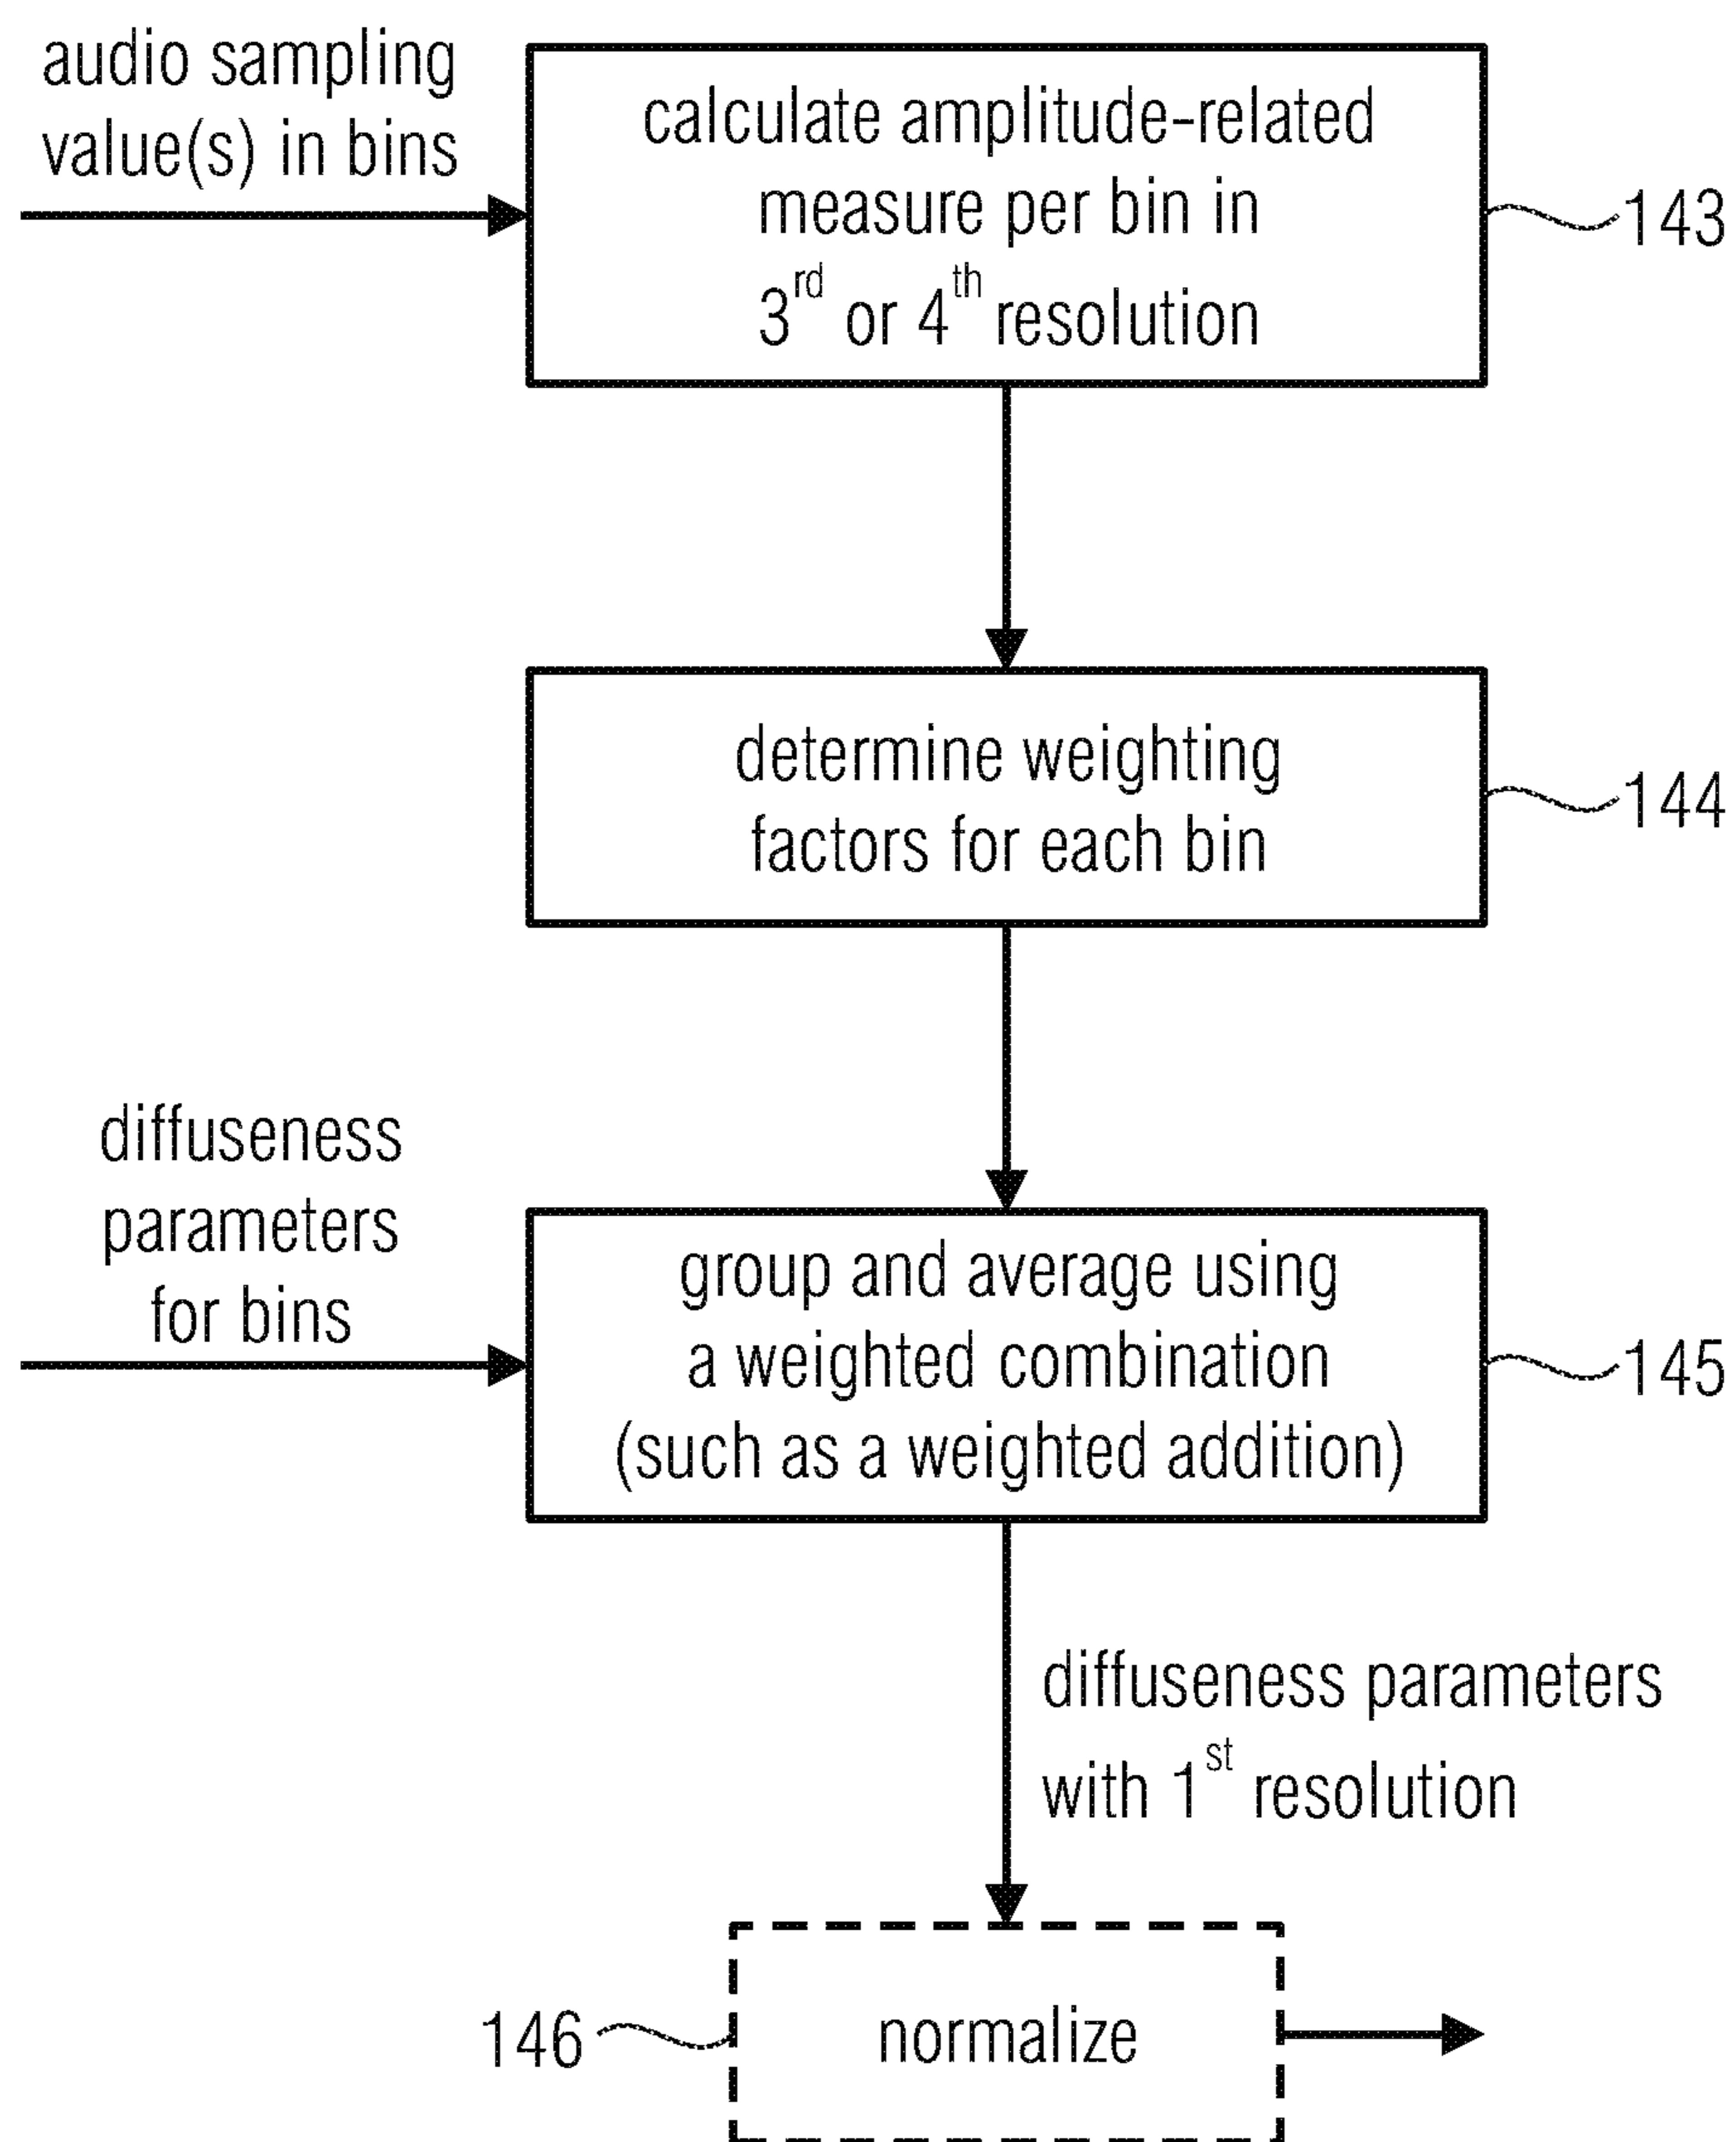 audio sampling
value(s) in bins
calculate amplitude-related
measure per bin in
3rd or 4th resolution
143
determine weighting
factors for each bin
144
diffuseness
parameters
for bins
group and average using
a weighted combination
(such as a weighted addition)
145
diffuseness parameters
with 1st resolution
146
normalize